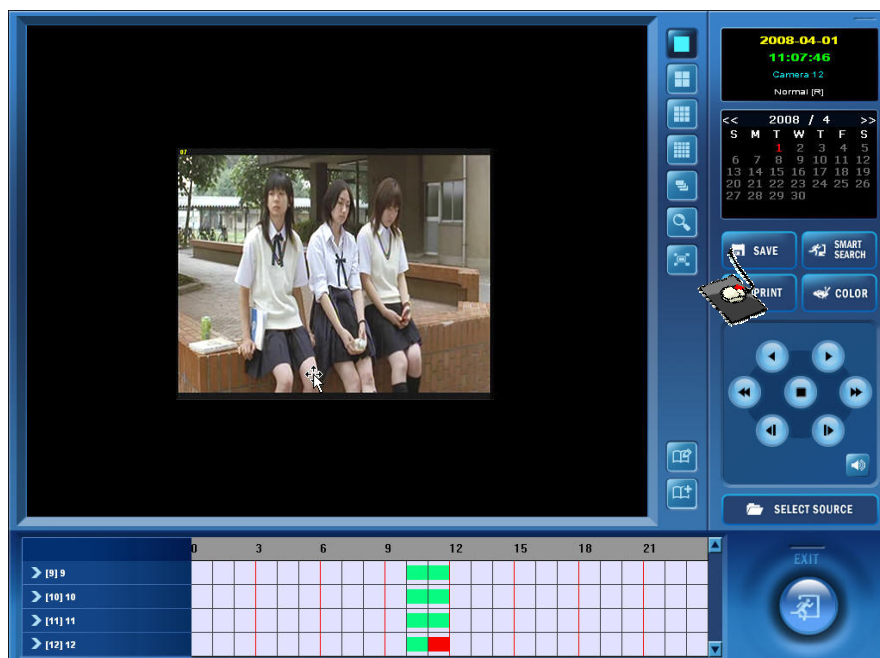 2008-04-01
11:07:46
Camera 12
Normal [R]
07
<< 2008 / 4 >>
S M T W T F S
1 2 3 4 5
6 7 8 9 10 11 12
13 14 15 16 17 18 19
20 21 22 23 24 25 26
27 28 29 30
SAVE
SMART SEARCH
PRINT
COLOR
SELECT SOURCE
0 3 6 9 12 15 18 21
EXIT
[9] 9
[10] 10
[11] 11
[12] 12